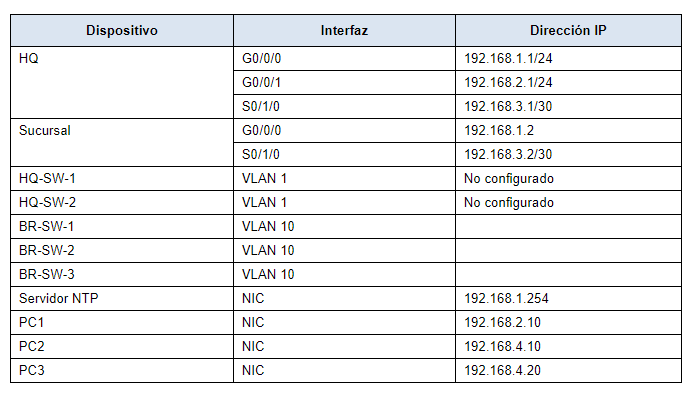 Dispositivo Interfaz Dirección IP
HQ G0/0/0 192.168.1.1/24
G0/0/1 192.168.2.1/24
S0/1/0 192.168.3.1/30
Sucursal G0/0/0 192.168.1.2
S0/1/0 192.168.3.2/30
HQ-SW-1 VLAN 1 No configurado
HQ-SW-2 VLAN 1 No configurado
BR-SW-1 VLAN 10
BR-SW-2 VLAN 10
BR-SW-3 VLAN 10
Servidor NTP NIC 192.168.1.254
PC1 NIC 192.168.2.10
PC2 NIC 192.168.4.10
PC3 NIC 192.168.4.20